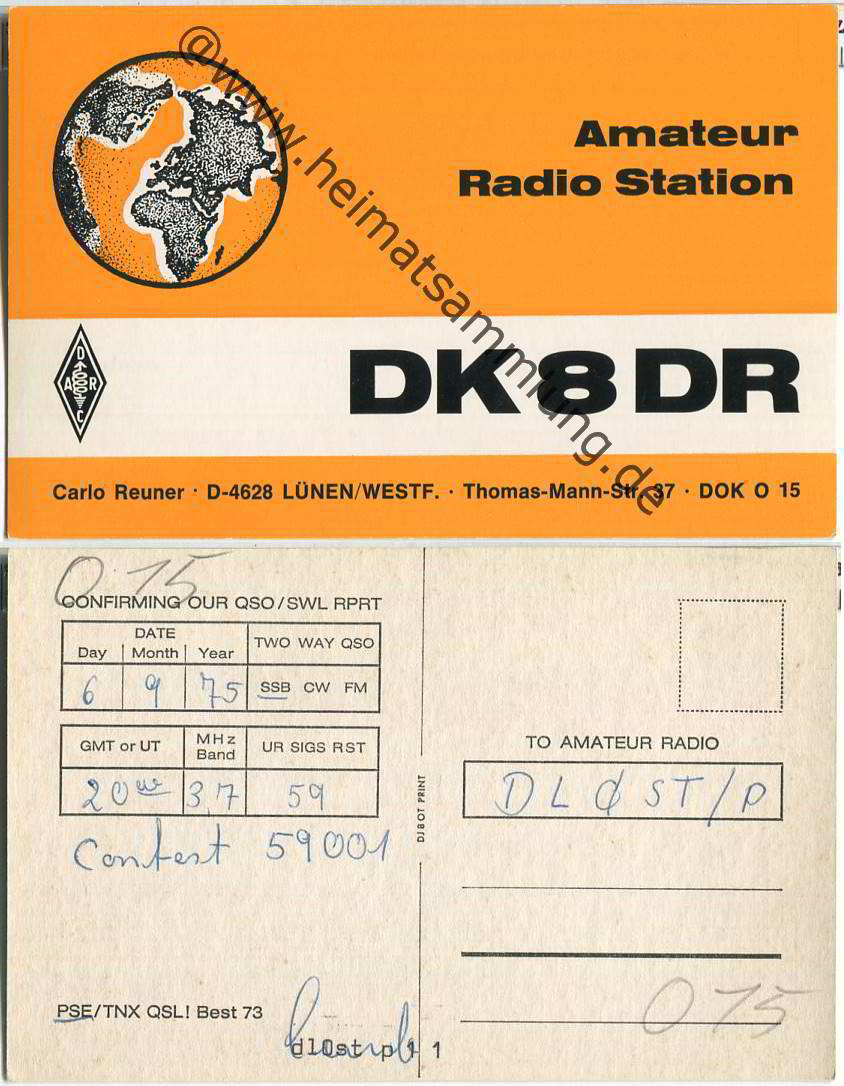 @www.heimatsammlung.de
Amateur
Radio Station
DARC
DK8DR
Carlo Reuner · D-4628 LÜNEN/WESTF. · Thomas-Mann-Str. 37 · DOK O 15
O 15
CONFIRMING OUR QSO/SWL RPRT
DATE
Day Month Year TWO WAY QSO
6 9 75 SSB CW FM
GMT or UT MHz Band UR SIGS RST
20 3,7 59
Contest 59001
PSE/TNX QSL! Best 73
dl0st p 1 1
DJ8OT PRINT
TO AMATEUR RADIO
DLØST/p
O 15